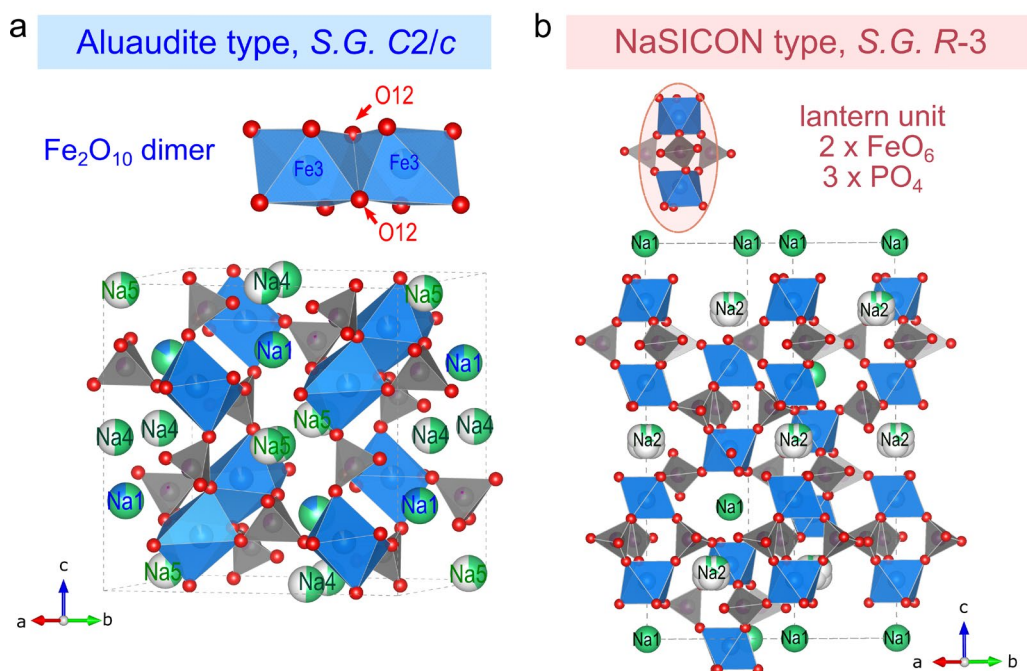 a
Aluaudite type, S.G. C2/c
O12
Fe₂O₁₀ dimer
Fe3
Fe3
O12
Na5
Na4
Na5
Na1
Na1
Na4
Na4
Na5
Na5
Na4
Na4
Na1
Na1
Na5
Na4
Na5
c
a
b
b
NaSICON type, S.G. R-3
lantern unit
2 x FeO₆
3 x PO₄
Na1
Na1
Na1
Na1
Na2
Na2
Na2
Na2
Na2
Na1
Na2
Na2
Na1
Na1
Na1
c
a
b